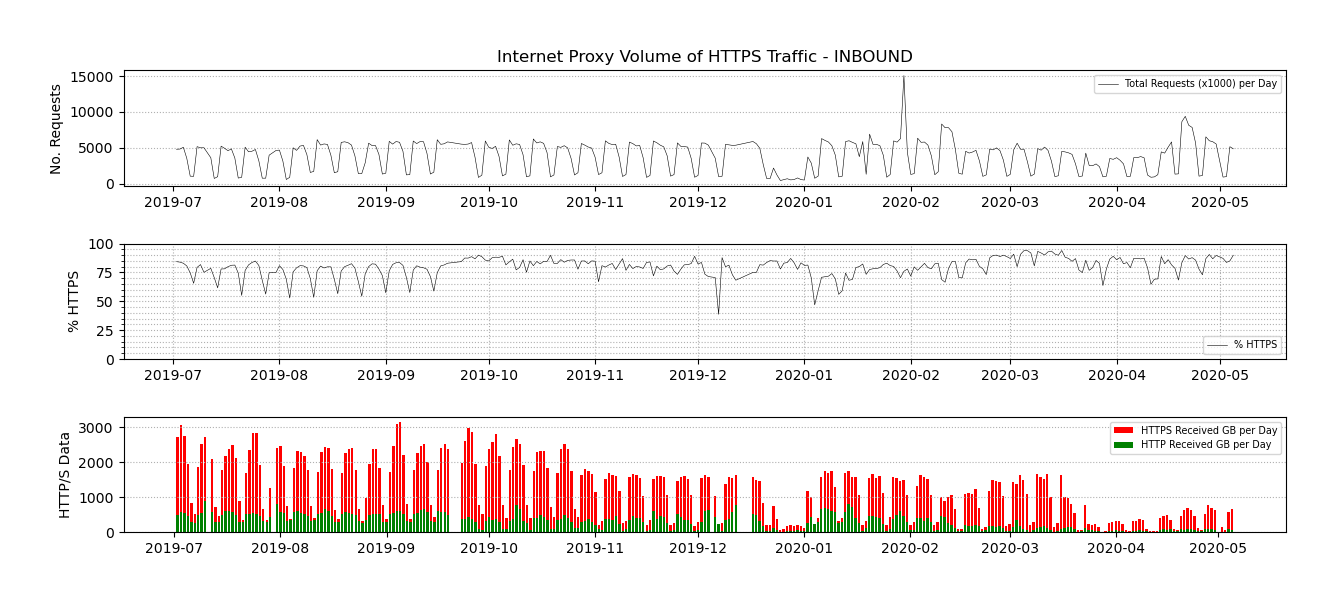 Internet Proxy Volume of HTTPS Traffic - INBOUND
No. Requests
15000
10000
5000
0
Total Requests (x1000) per Day
2019-07 2019-08 2019-09 2019-10 2019-11 2019-12 2020-01 2020-02 2020-03 2020-04 2020-05
% HTTPS
100
75
50
25
0
% HTTPS
2019-07 2019-08 2019-09 2019-10 2019-11 2019-12 2020-01 2020-02 2020-03 2020-04 2020-05
HTTP/S Data
3000
2000
1000
0
HTTPS Received GB per Day
HTTP Received GB per Day
2019-07 2019-08 2019-09 2019-10 2019-11 2019-12 2020-01 2020-02 2020-03 2020-04 2020-05